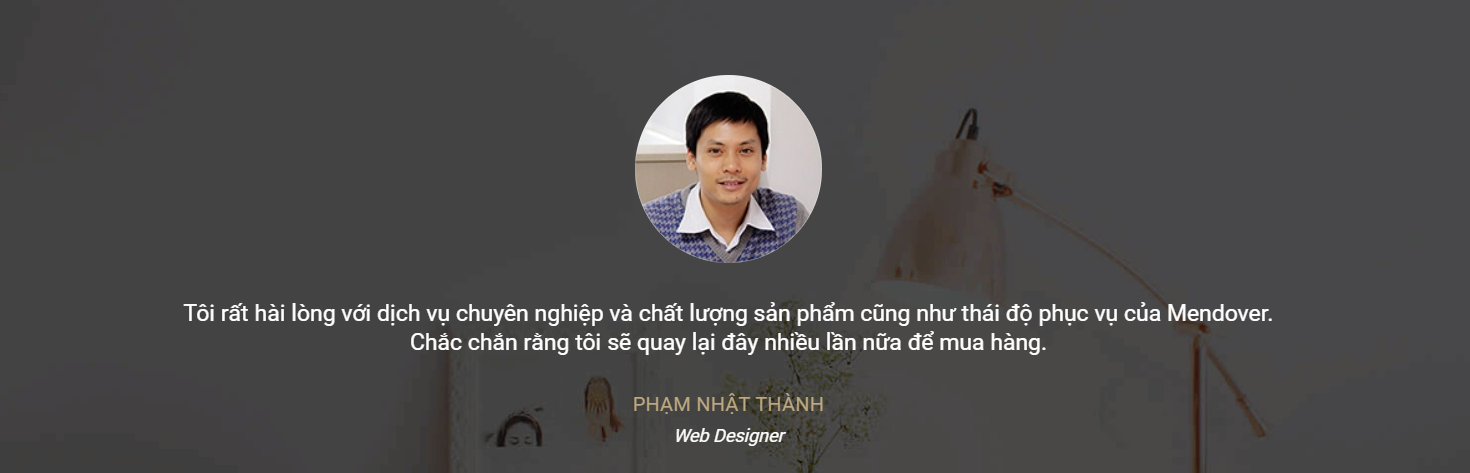 Tôi rất hài lòng với dịch vụ chuyên nghiệp và chất lượng sản phẩm cũng như thái độ phục vụ của Mendover.
Chắc chắn rằng tôi sẽ quay lại đây nhiều lần nữa để mua hàng.
PHẠM NHẬT THÀNH
Web Designer